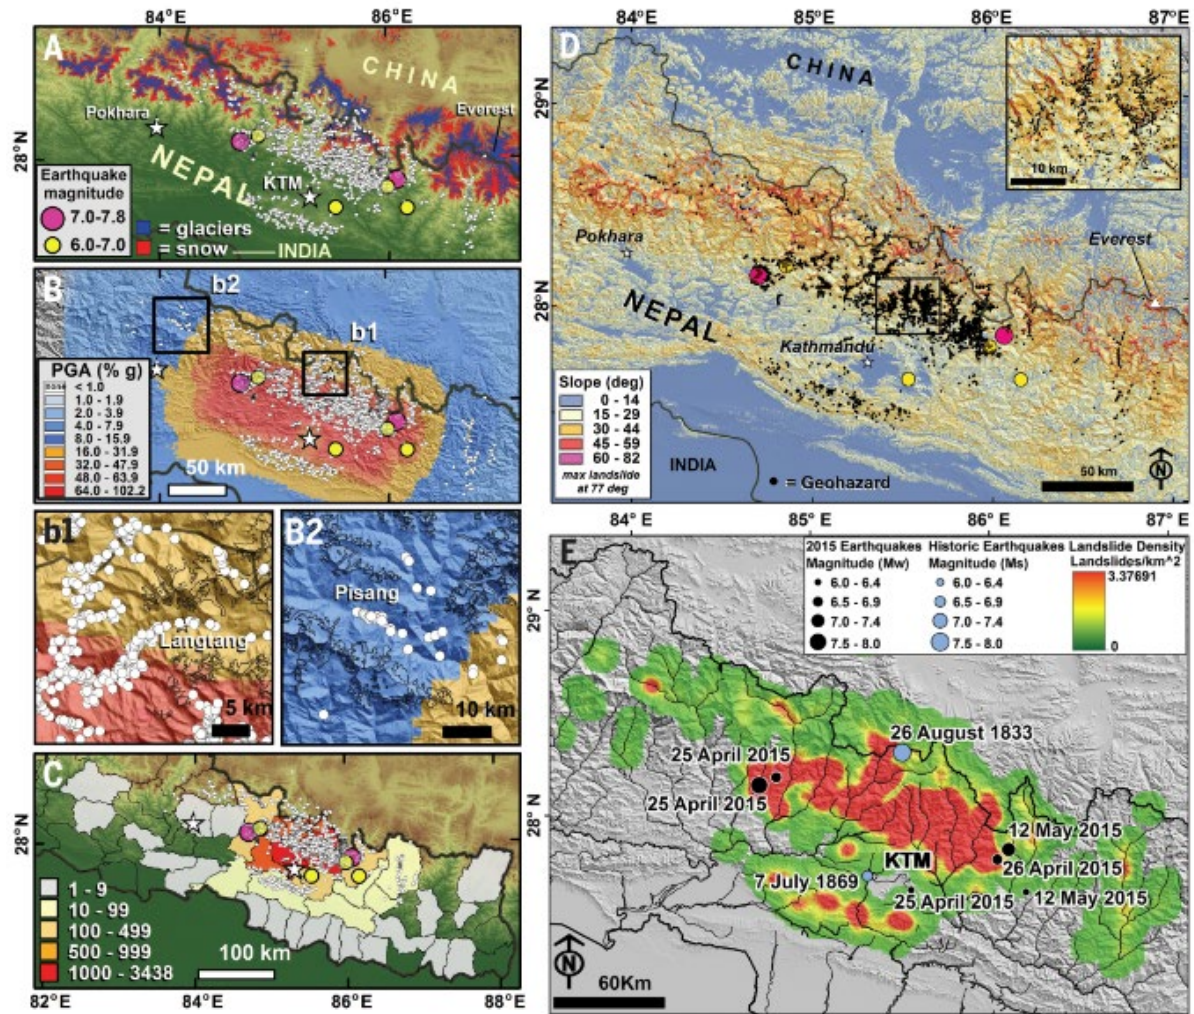 84°E
86°E
A
CHINA
Everest
Pokhara
28°N
NEPAL
KTM
Earthquake
magnitude
7.0-7.8
6.0-7.0
= glaciers
= snow
INDIA
B
b2
b1
PGA (% g)
none < 1.0
1.0 - 1.9
2.0 - 3.9
4.0 - 7.9
8.0 - 15.9
16.0 - 31.9
32.0 - 47.9
48.0 - 63.9
64.0 - 102.2
50 km
b1
Langtang
5 km
B2
Pisang
10 km
C
28°N
1 - 9
10 - 99
100 - 499
500 - 999
1000 - 3438
100 km
82°E
84°E
86°E
88°E
84°E
85°E
86°E
87°E
D
CHINA
10 km
29°N
Pokhara
Everest
28°N
NEPAL
Kathmandu
Slope (deg)
0 - 14
15 - 29
30 - 44
45 - 59
60 - 82
max landslide
at 77 deg
INDIA
= Geohazard
50 km
N
84°E
85°E
86°E
87°E
E
2015 Earthquakes
Magnitude (Mw)
6.0 - 6.4
6.5 - 6.9
7.0 - 7.4
7.5 - 8.0
Historic Earthquakes
Magnitude (Ms)
6.0 - 6.4
6.5 - 6.9
7.0 - 7.4
7.5 - 8.0
Landslide Density
Landslides/km^2
3.37691
0
29°N
26 August 1833
25 April 2015
25 April 2015
28°N
12 May 2015
KTM
26 April 2015
7 July 1869
25 April 2015
12 May 2015
N
60Km